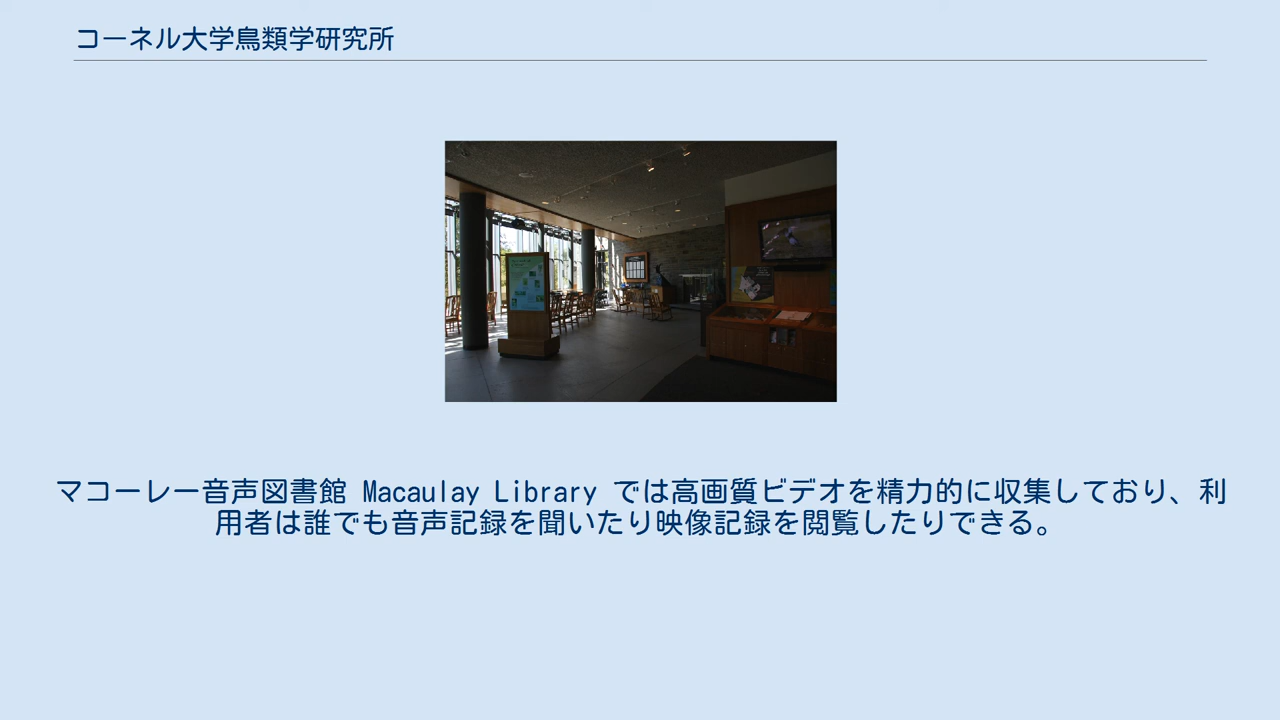 コーネル大学鳥類学研究所
マコーレー音声図書館 Macaulay Library では高画質ビデオを精力的に収集しており、利
用者は誰でも音声記録を聞いたり映像記録を閲覧したりできる。